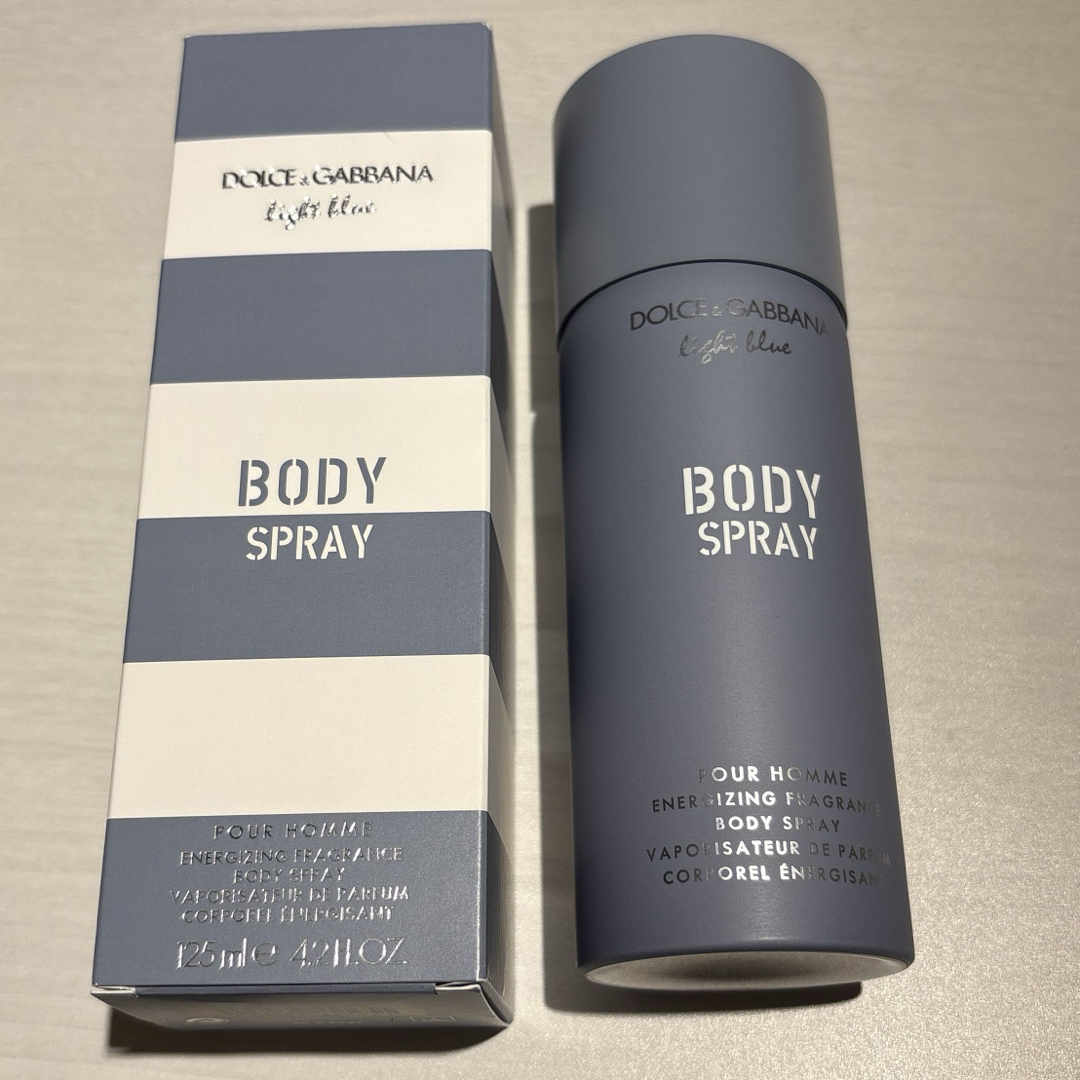 DOLCE & GABBANA
light blue
BODY
SPRAY
POUR HOMME
ENERGIZING FRAGRANCE
BODY SPRAY
VAPORISATEUR DE PARFUM
CORPOREL ÉNERGISANT
125 ml e 4.2 FL.OZ.
DOLCE & GABBANA
light blue
BODY
SPRAY
POUR HOMME
ENERGIZING FRAGRANCE
BODY SPRAY
VAPORISATEUR DE PARFUM
CORPOREL ÉNERGISANT